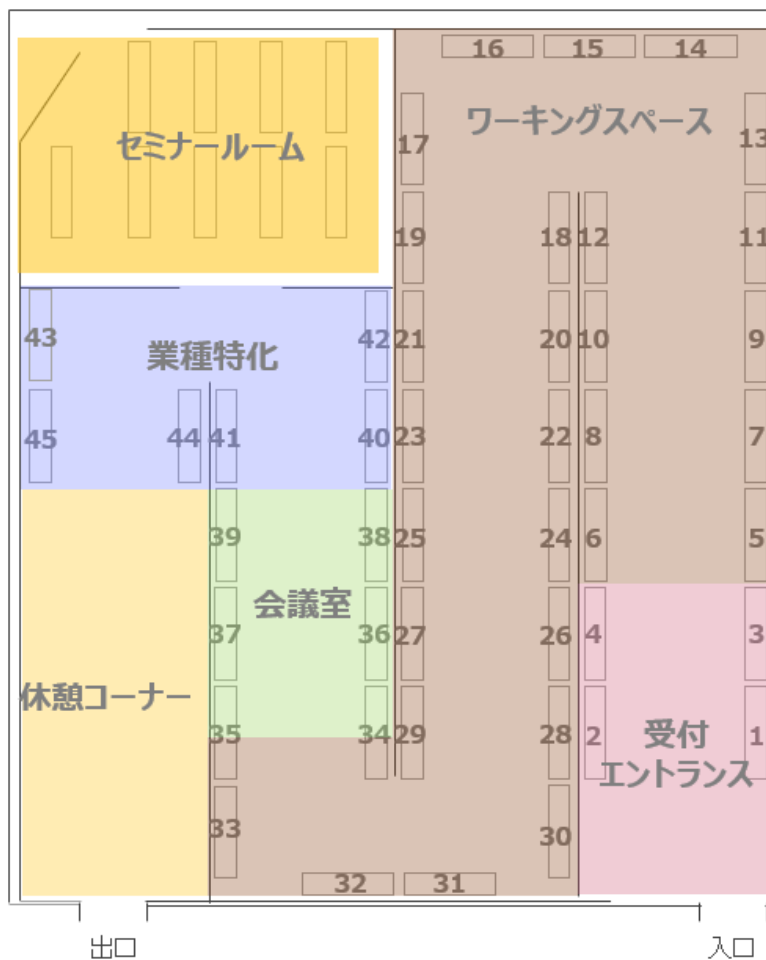 16 15 14
ワーキングスペース
セミナールーム
17 13
19 18 12 11
43 業種特化 42 21 20 10 9
45 44 41 40 23 22 8 7
39 38 25 24 6 5
会議室
37 36 27 26 4 3
休憩コーナー
35 34 29 28 2 受付 1
エントランス
33 30
32 31
出口 入口